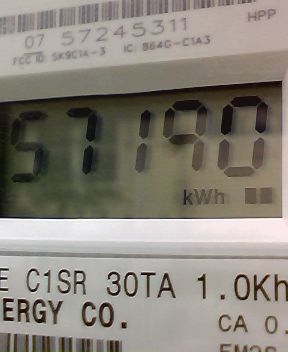 HPP
07 57245311
FCC ID: SK9C1A-3 IC: 864G-C1A3
57190
kWh
E C1SR 30TA 1.0Kh
ERGY CO.
CA 0.